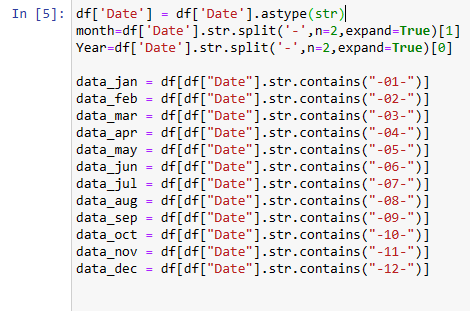 In [5]: df['Date'] = df['Date'].astype(str)
month=df['Date'].str.split('-',n=2,expand=True)[1]
Year=df['Date'].str.split('-',n=2,expand=True)[0]
data_jan = df[df["Date"].str.contains("-01-")]
data_feb = df[df["Date"].str.contains("-02-")]
data_mar = df[df["Date"].str.contains("-03-")]
data_apr = df[df["Date"].str.contains("-04-")]
data_may = df[df["Date"].str.contains("-05-")]
data_jun = df[df["Date"].str.contains("-06-")]
data_jul = df[df["Date"].str.contains("-07-")]
data_aug = df[df["Date"].str.contains("-08-")]
data_sep = df[df["Date"].str.contains("-09-")]
data_oct = df[df["Date"].str.contains("-10-")]
data_nov = df[df["Date"].str.contains("-11-")]
data_dec = df[df["Date"].str.contains("-12-")]